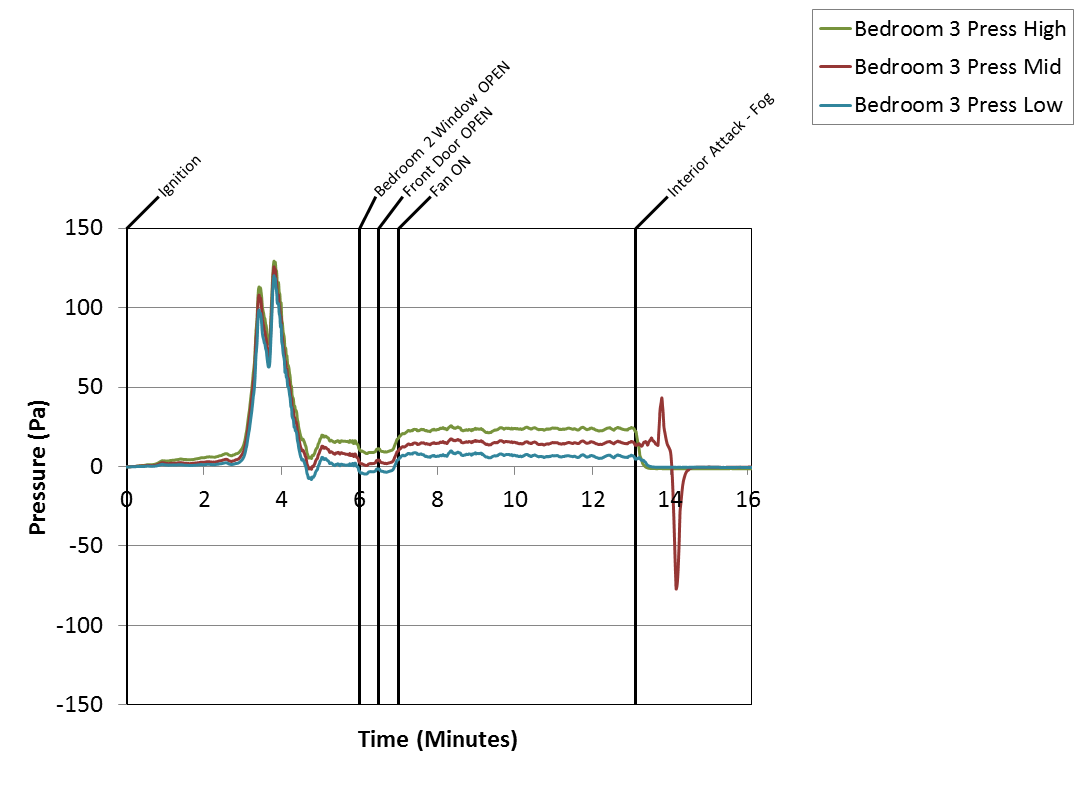 Bedroom 3 Press High
Bedroom 3 Press Mid
Bedroom 3 Press Low
Ignition
Bedroom 2 Window OPEN
Front Door OPEN
Fan ON
Interior Attack - Fog
150
100
50
0
-50
-100
-150
0 2 4 6 8 10 12 14 16
Pressure (Pa)
Time (Minutes)